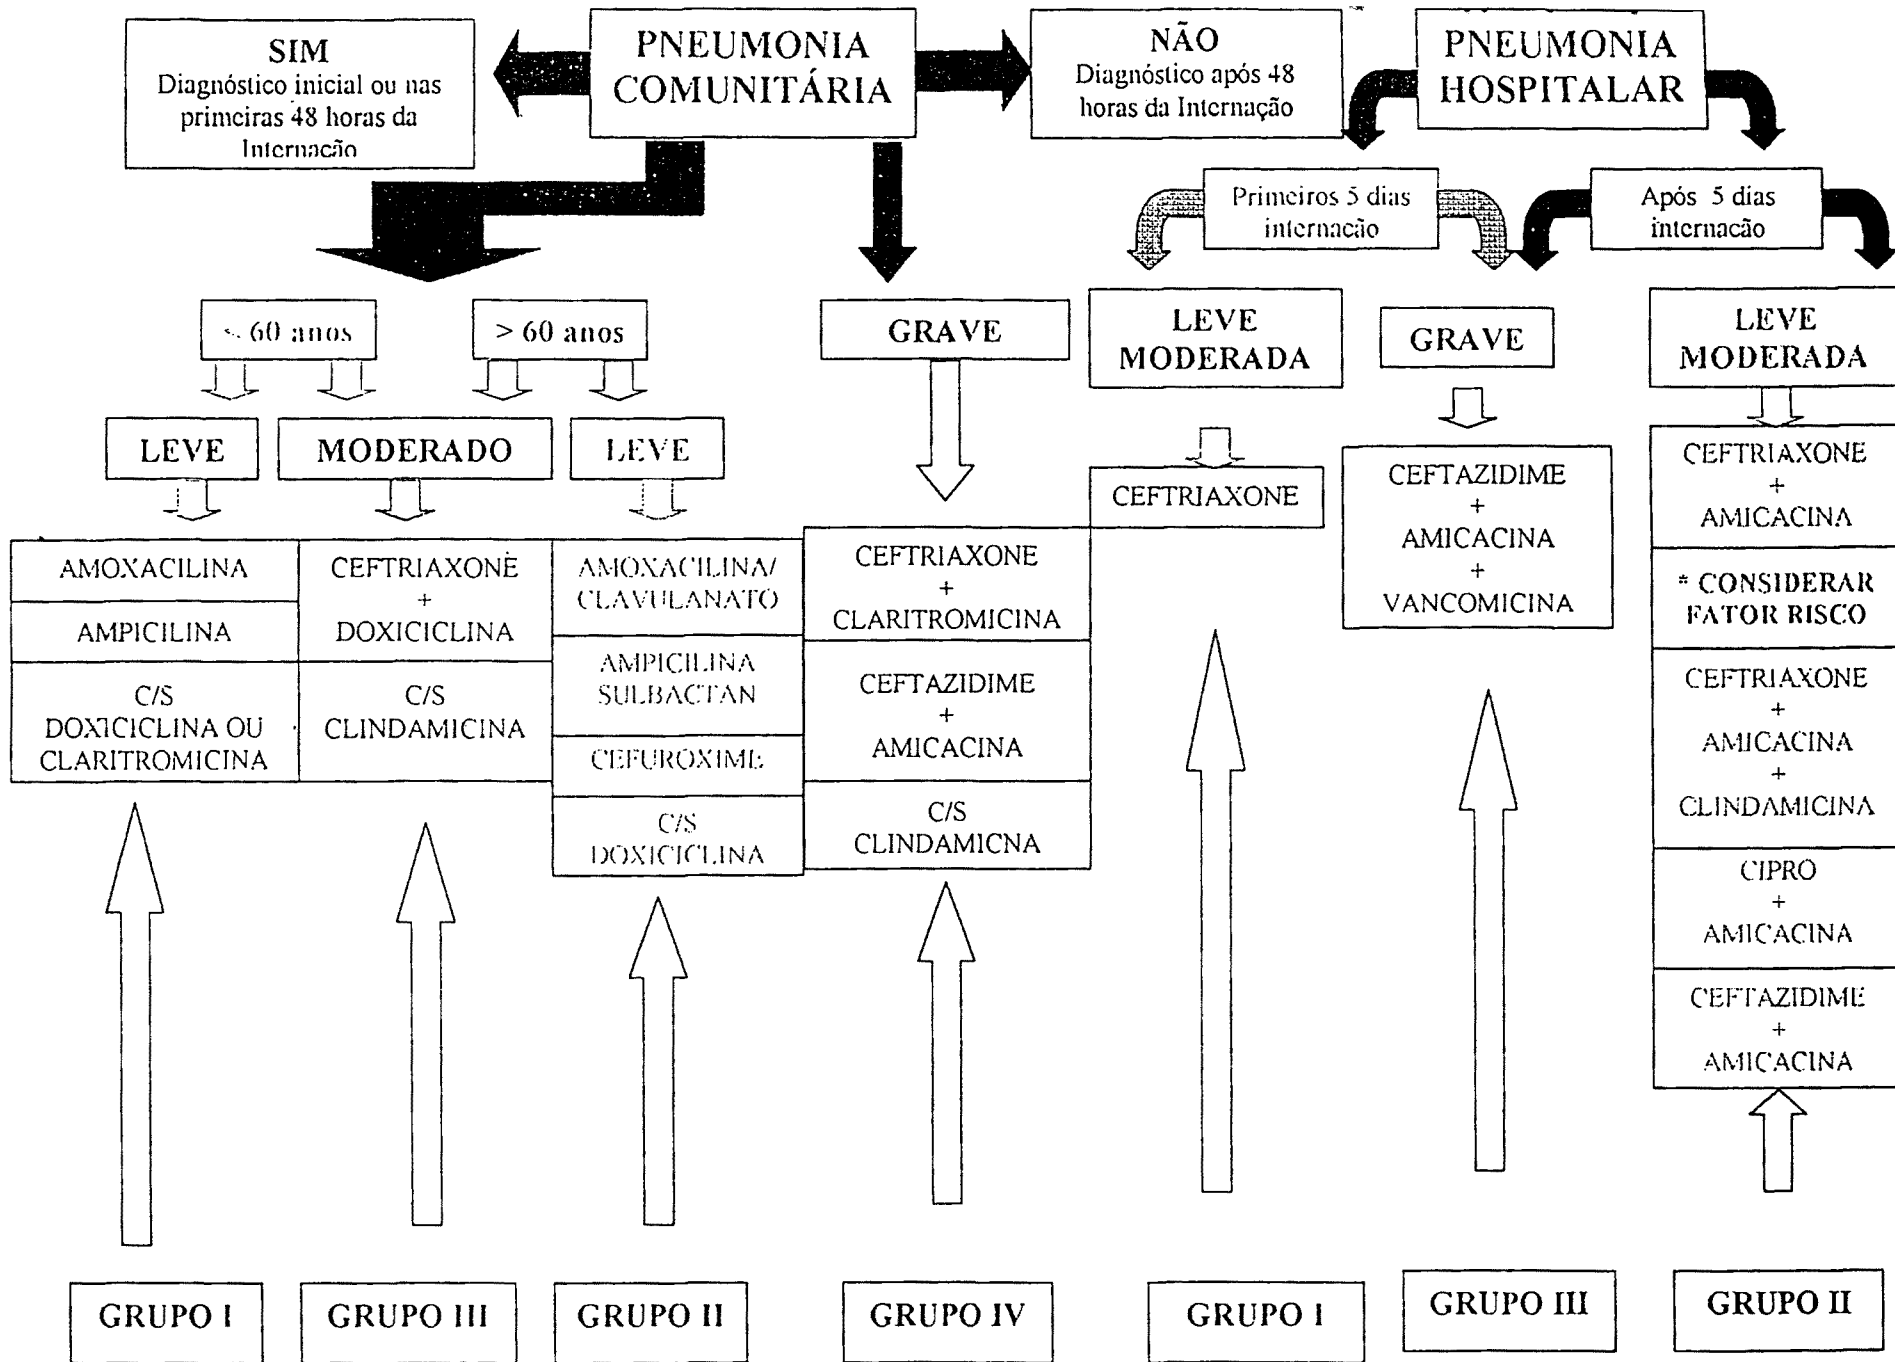 SIM
Diagnóstico inicial ou nas
primeiras 48 horas da
Internacão
PNEUMONIA
COMUNITÁRIA
NÃO
Diagnóstico após 48
horas da Internação
PNEUMONIA
HOSPITALAR
Primeiros 5 dias
internacão
Após 5 dias
internacão
< 60 anos
> 60 anos
GRAVE
LEVE
MODERADA
GRAVE
LEVE
MODERADA
LEVE
MODERADO
LEVE
AMOXACILINA
AMPICILINA
C/S
DOXICICLINA OU
CLARITROMICINA
CEFTRIAXONE
+
DOXICICLINA
C/S
CLINDAMICINA
AMOXACILINA/
CLAVULANATO
AMPICILINA
SULBACTAN
CEFUROXIME
C/S
DOXICICLINA
CEFTRIAXONE
+
CLARITROMICINA
CEFTAZIDIME
+
AMICACINA
C/S
CLINDAMICNA
CEFTRIAXONE
CEFTAZIDIME
+
AMICACINA
+
VANCOMICINA
CEFTRIAXONE
+
AMICACINA
* CONSIDERAR
FATOR RISCO
CEFTRIAXONE
+
AMICACINA
+
CLINDAMICINA
CIPRO
+
AMICACINA
CEFTAZIDIME
+
AMICACINA
GRUPO I
GRUPO III
GRUPO II
GRUPO IV
GRUPO I
GRUPO III
GRUPO II